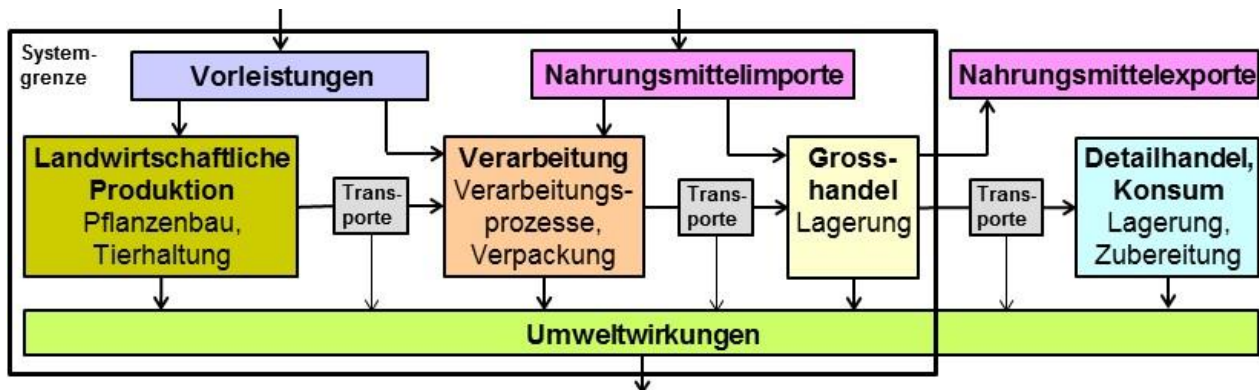 System-
grenze
Vorleistungen
Nahrungsmittelimporte
Nahrungsmittelexporte
Landwirtschaftliche
Produktion
Pflanzenbau,
Tierhaltung
Trans-
porte
Verarbeitung
Verarbeitungs-
prozesse,
Verpackung
Trans-
porte
Gross-
handel
Lagerung
Trans-
porte
Detailhandel,
Konsum
Lagerung,
Zubereitung
Umweltwirkungen